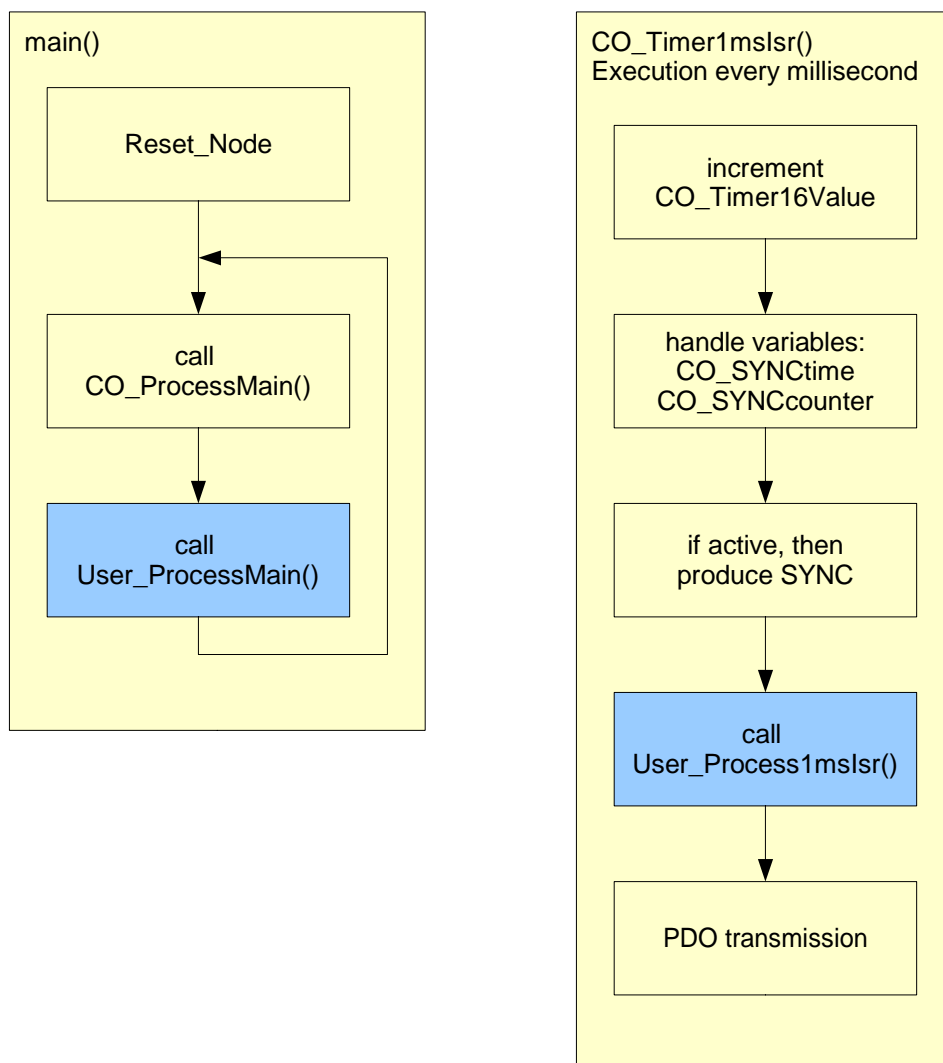 main()
Reset_Node
call
CO_ProcessMain()
call
User_ProcessMain()
CO_Timer1msIsr()
Execution every millisecond
increment
CO_Timer16Value
handle variables:
CO_SYNCtime
CO_SYNCcounter
if active, then
produce SYNC
call
User_Process1msIsr()
PDO transmission